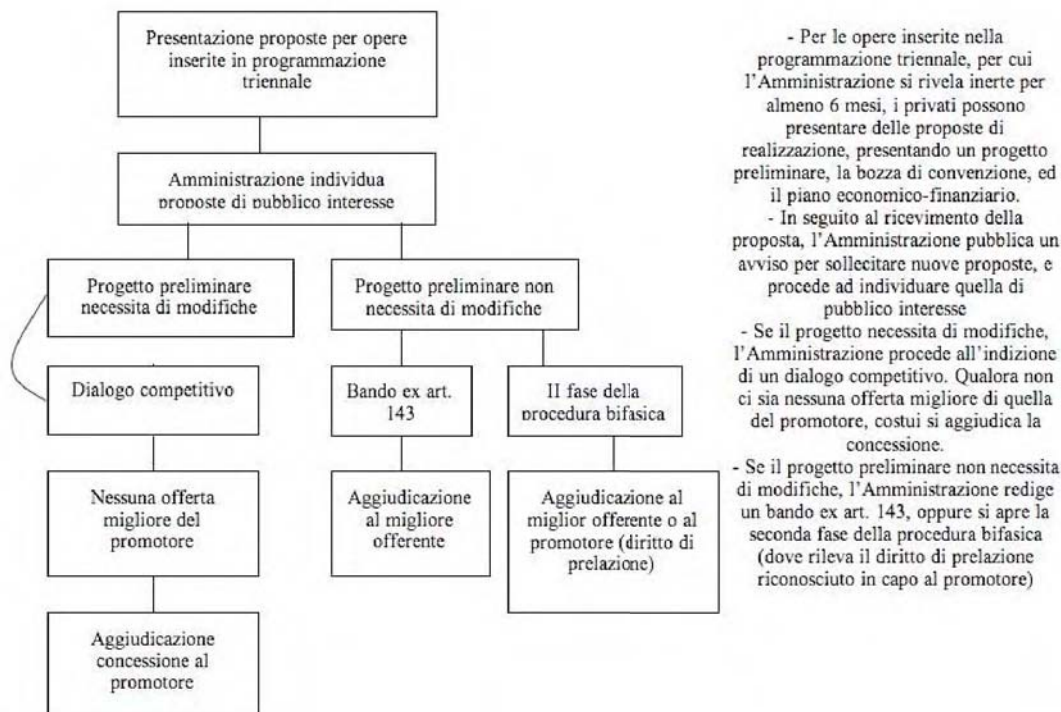 Presentazione proposte per opere
inserite in programmazione
triennale
Amministrazione individua
proposte di pubblico interesse
Progetto preliminare
necessita di modifiche
Progetto preliminare non
necessita di modifiche
Dialogo competitivo
Bando ex art.
143
II fase della
procedura bifasica
Nessuna offerta
migliore del
promotore
Aggiudicazione
al migliore
offerente
Aggiudicazione al
miglior offerente o al
promotore (diritto di
prelazione)
Aggiudicazione
concessione al
promotore
- Per le opere inserite nella
programmazione triennale, per cui
l'Amministrazione si rivela inerte per
almeno 6 mesi, i privati possono
presentare delle proposte di
realizzazione, presentando un progetto
preliminare, la bozza di convenzione, ed
il piano economico-finanziario.
- In seguito al ricevimento della
proposta, l'Amministrazione pubblica un
avviso per sollecitare nuove proposte, e
procede ad individuare quella di
pubblico interesse
- Se il progetto necessita di modifiche,
l'Amministrazione procede all'indizione
di un dialogo competitivo. Qualora non
ci sia nessuna offerta migliore di quella
del promotore, costui si aggiudica la
concessione.
- Se il progetto preliminare non necessita
di modifiche, l'Amministrazione redige
un bando ex art. 143, oppure si apre la
seconda fase della procedura bifasica
(dove rileva il diritto di prelazione
riconosciuto in capo al promotore)